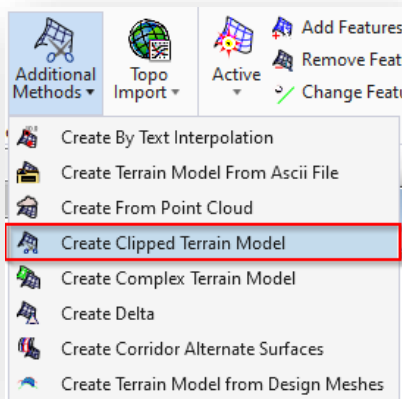 Additional
Methods
Topo
Import
Active
Add Features
Remove Feat
Change Featu
Create By Text Interpolation
Create Terrain Model From Ascii File
Create From Point Cloud
Create Clipped Terrain Model
Create Complex Terrain Model
Create Delta
Create Corridor Alternate Surfaces
Create Terrain Model from Design Meshes